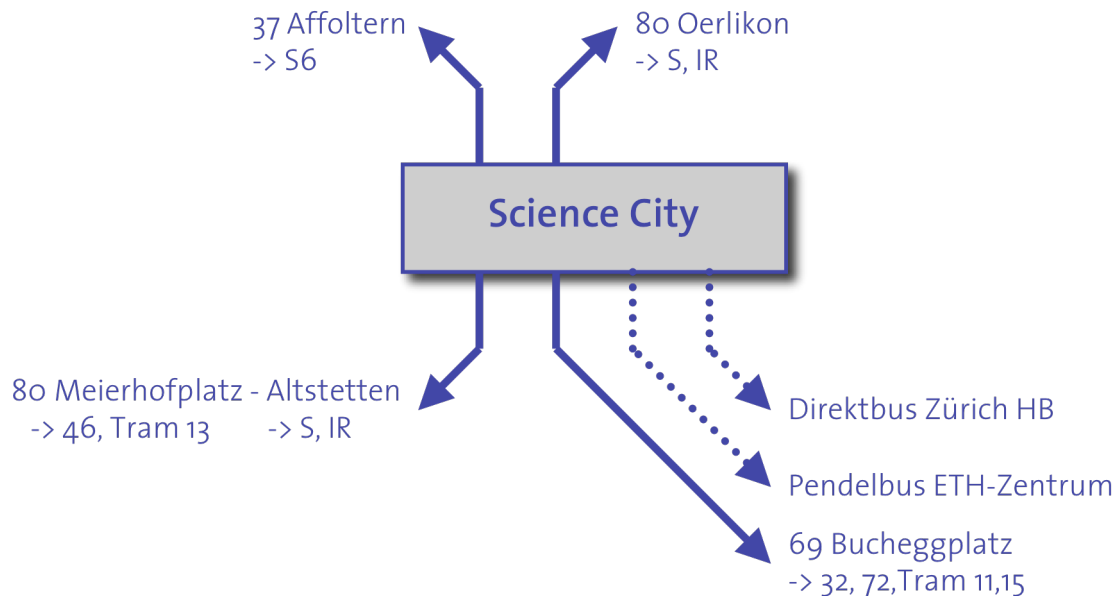 37 Affoltern
-> S6
80 Oerlikon
-> S, IR
Science City
80 Meierhofplatz - Altstetten
-> 46, Tram 13 -> S, IR
Direktbus Zürich HB
Pendelbus ETH-Zentrum
69 Bucheggplatz
-> 32, 72,Tram 11,15